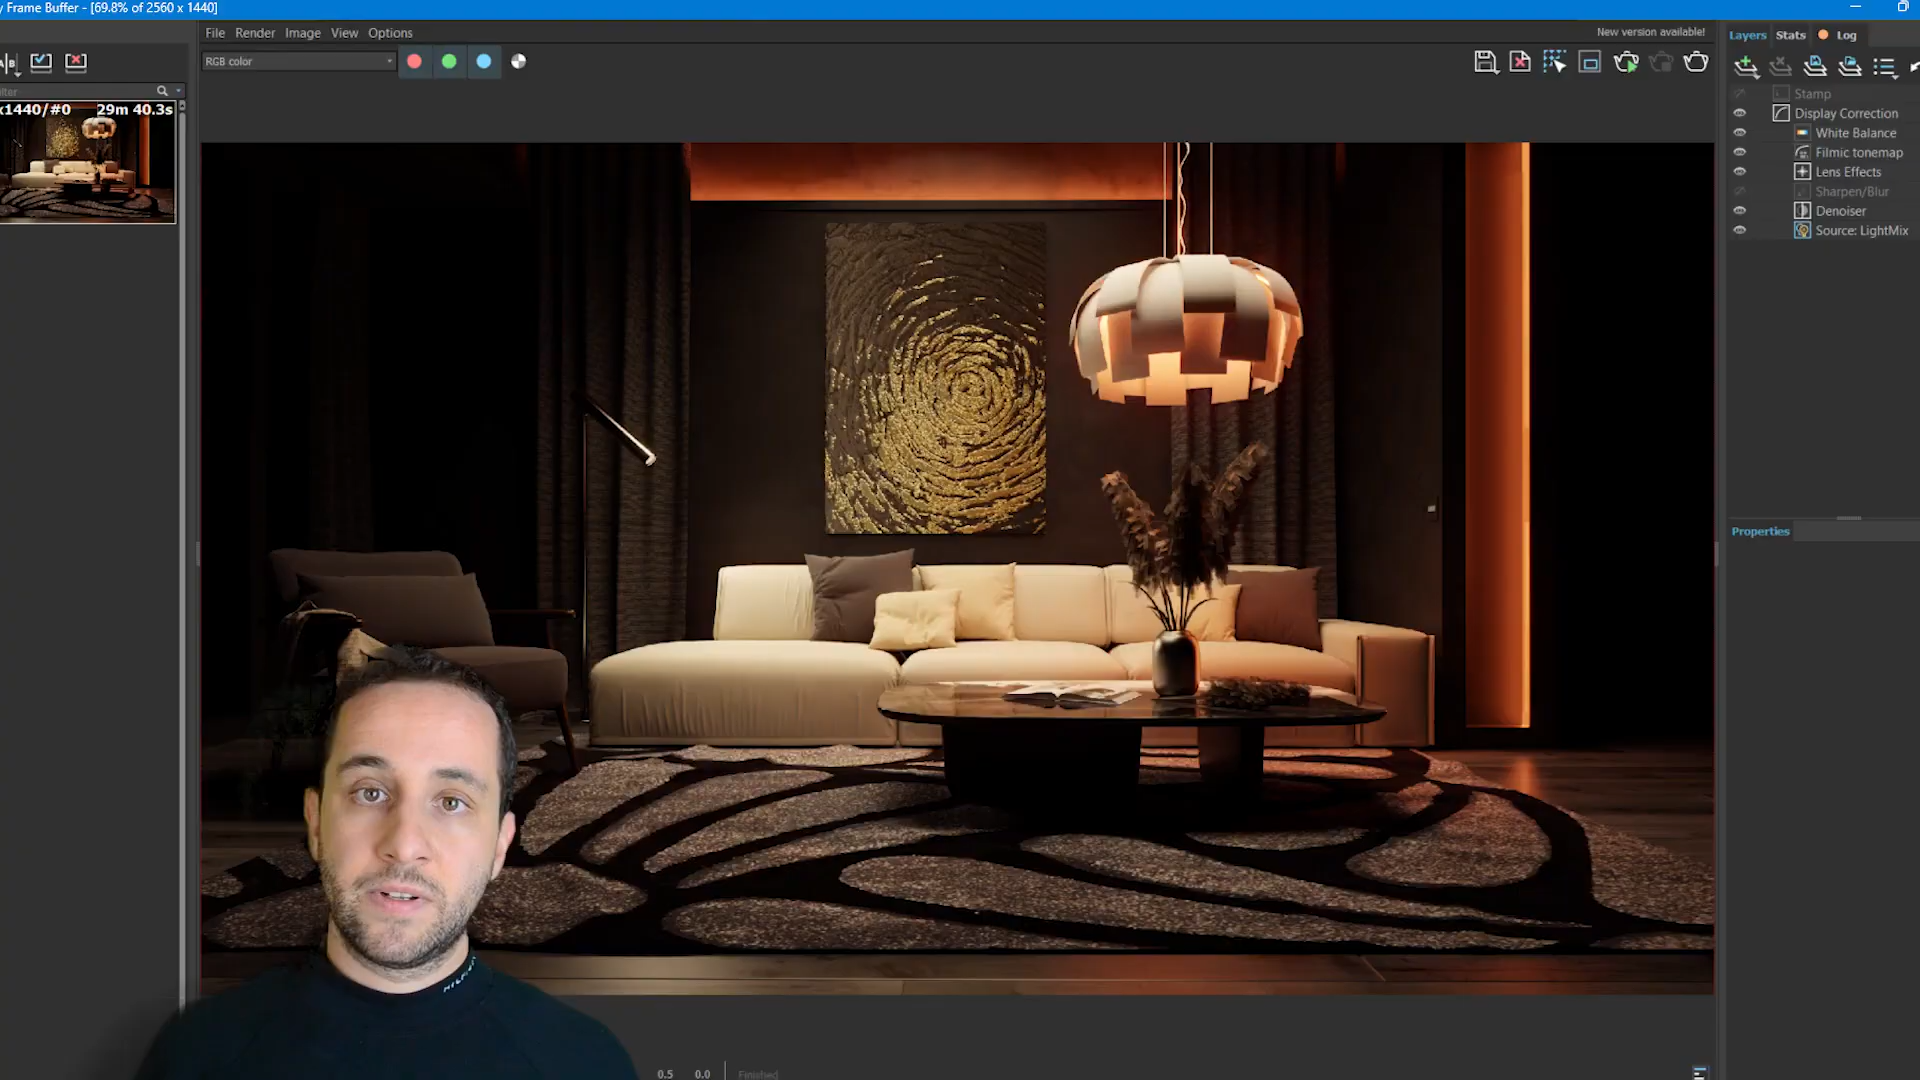 y Frame Buffer - [69.8% of 2560 x 1440]
File Render Image View Options
New version available!
Layers Stats Log
RGB color
A|B
x1440/#0 29m 40.3s
Stamp
Display Correction
White Balance
Filmic tonemap
Lens Effects
Sharpen/Blur
Denoiser
Source: LightMix
Properties
0.5 0.0 Finished